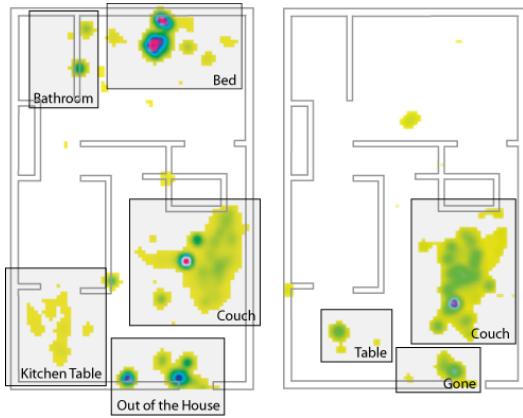 Bathroom
Bed
Couch
Kitchen Table
Out of the House
Couch
Table
Gone